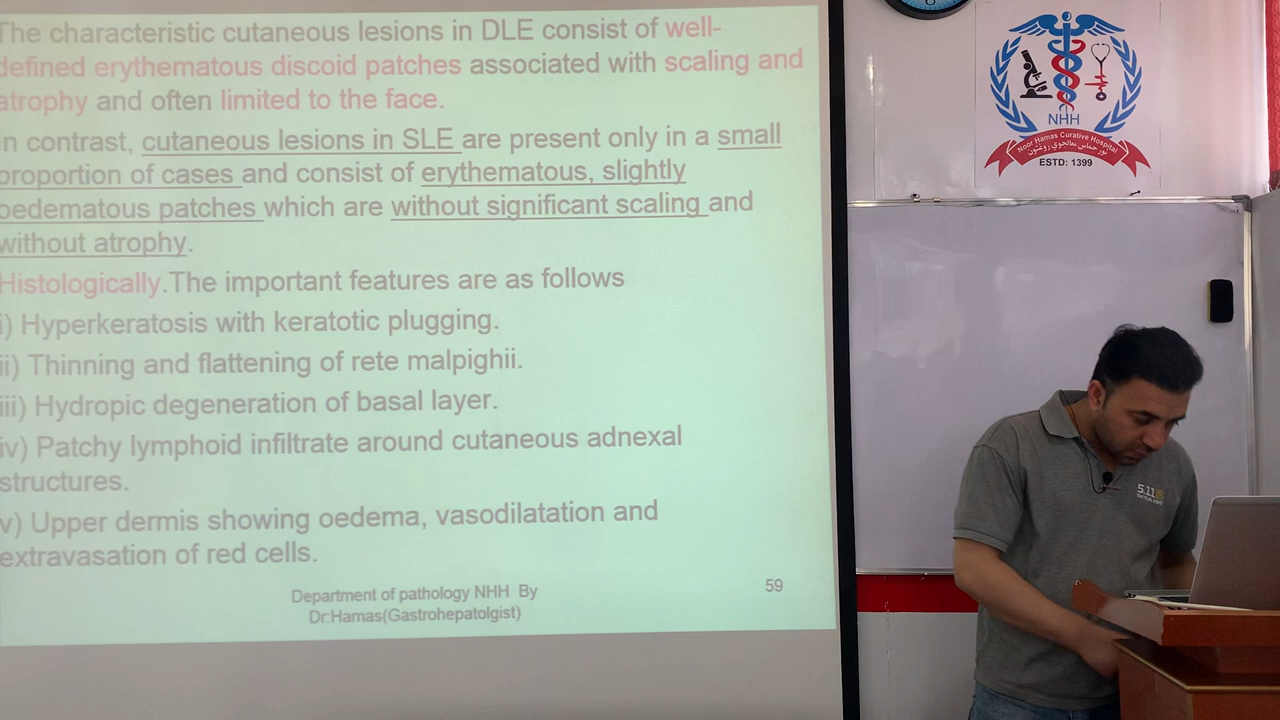 The characteristic cutaneous lesions in DLE consist of well-
defined erythematous discoid patches associated with scaling and
atrophy and often limited to the face.
In contrast, cutaneous lesions in SLE are present only in a small
proportion of cases and consist of erythematous, slightly
oedematous patches which are without significant scaling and
without atrophy.
Histologically.The important features are as follows
i) Hyperkeratosis with keratotic plugging.
ii) Thinning and flattening of rete malpighii.
iii) Hydropic degeneration of basal layer.
iv) Patchy lymphoid infiltrate around cutaneous adnexal
structures.
v) Upper dermis showing oedema, vasodilatation and
extravasation of red cells.
Department of pathology NHH By
Dr:Hamas(Gastrohepatolgist)
59
NHH
Noor Hamas Curative Hospital
نور حماس معالجوي روغتون
ESTD: 1399
5.11